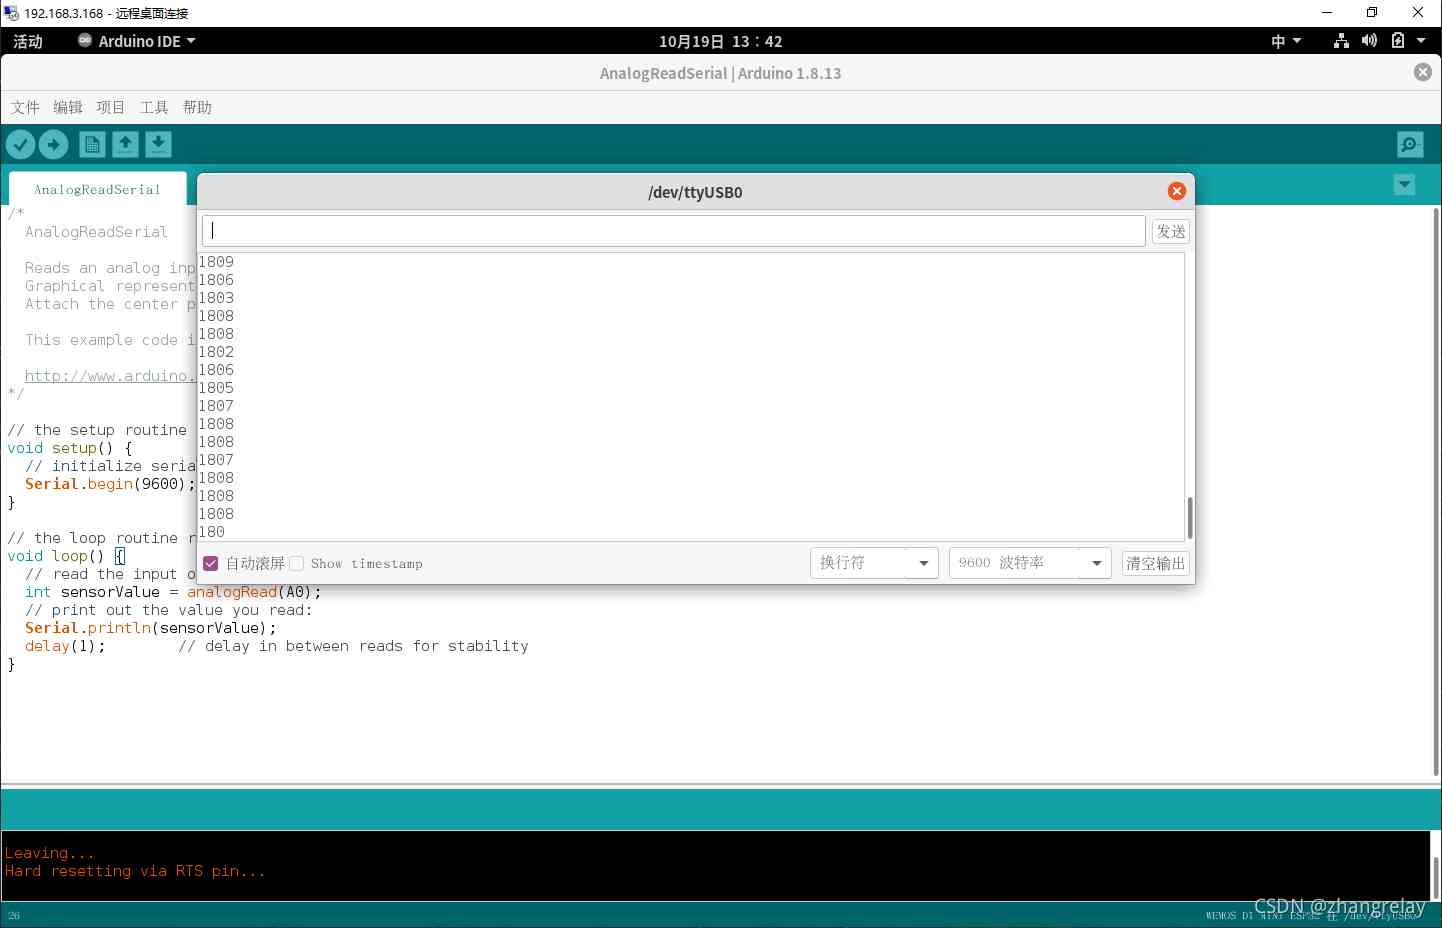 192.168.3.168 - 远程桌面连接
活动 Arduino IDE 10月19日 13：42 中
AnalogReadSerial | Arduino 1.8.13
文件 编辑 项目 工具 帮助
AnalogReadSerial
/*
AnalogReadSerial
Reads an analog inp
Graphical represent
Attach the center p
This example code i
http://www.arduino.
*/
// the setup routine
void setup() {
// initialize seria
Serial.begin(9600);
}
// the loop routine r
void loop() {
// read the input o
int sensorValue = analogRead(A0);
// print out the value you read:
Serial.println(sensorValue);
delay(1); // delay in between reads for stability
}
/dev/ttyUSB0
发送
1809
1806
1803
1808
1808
1802
1806
1805
1807
1808
1808
1807
1808
1808
1808
180
自动滚屏 Show timestamp 换行符 9600 波特率 清空输出
Leaving...
Hard resetting via RTS pin...
26 WEMOS D1 MINI ESP32 在 /dev/ttyUSB0
CSDN @zhangrelay